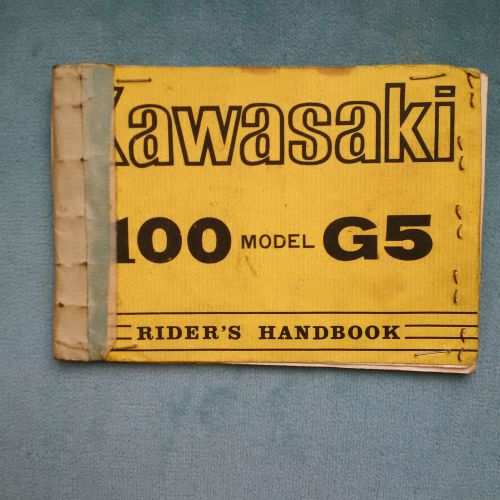 Kawasaki
100 MODEL G5
RIDER'S HANDBOOK